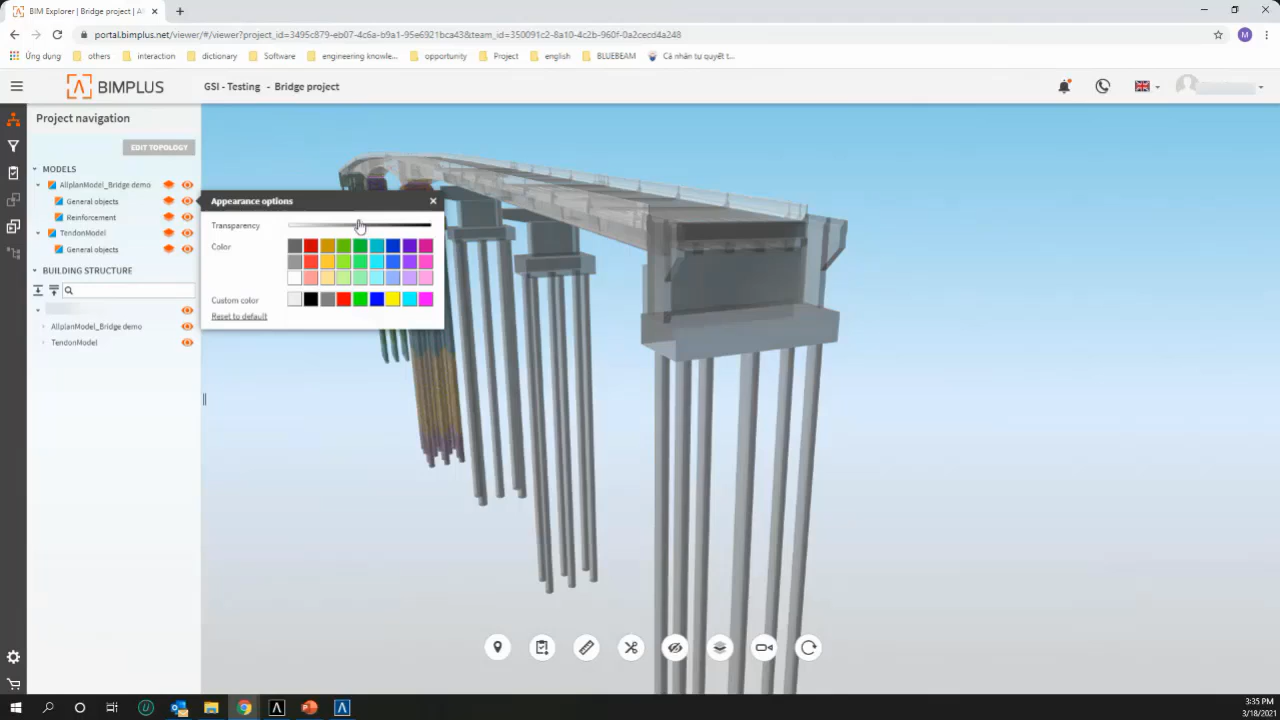 BIM Explorer | Bridge project | Al
portal.bimplus.net/viewer/#/viewer?project_id=3495c879-eb07-4c6a-b9a1-95e6921bca43&team_id=350091c2-8a10-4c2b-960f-0a2cecd4a248
M
Ứng dụng
others
interaction
dictionary
Software
engineering knowle...
opportunity
Project
english
BLUEBEAM
Cá nhân tự quyết t...
BIMPLUS
GSI - Testing - Bridge project
Project navigation
EDIT TOPOLOGY
MODELS
AllplanModel_Bridge demo
General objects
Reinforcement
TendonModel
General objects
BUILDING STRUCTURE
AllplanModel_Bridge demo
TendonModel
Appearance options
Transparency
Color
Custom color
Reset to default
3:35 PM
3/18/2021